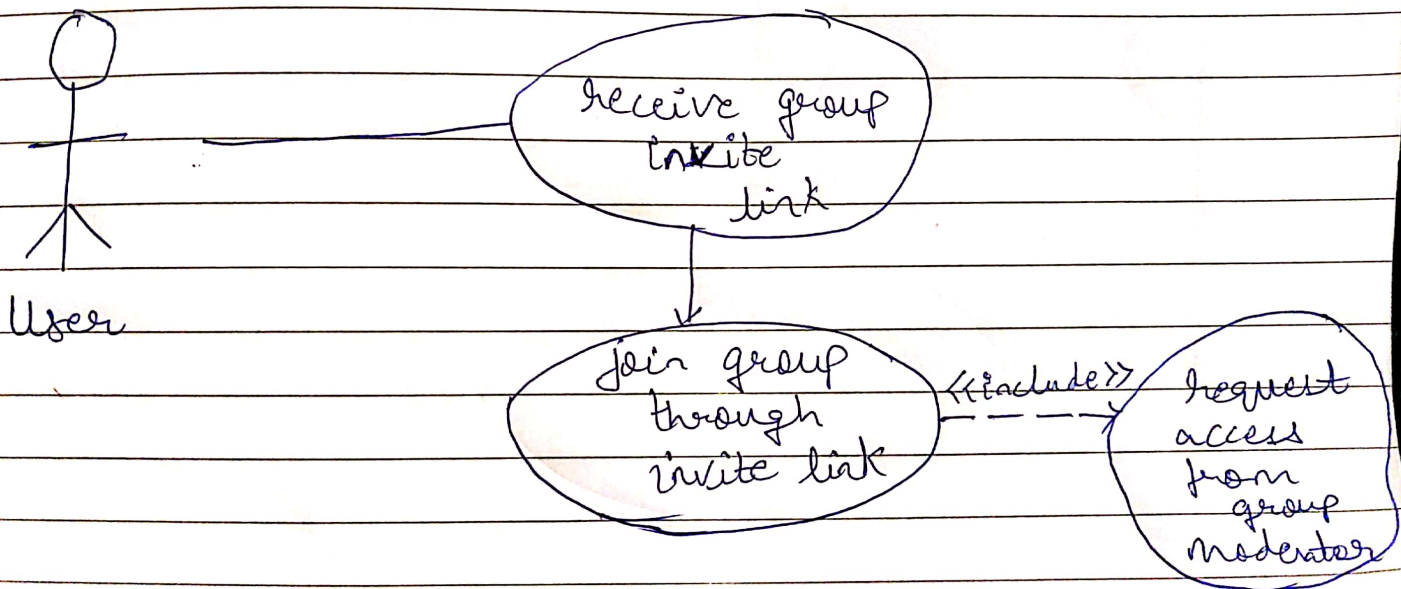 receive group
invite
link
User
join group
through
invite link
<<include>>
request
access
from
group
moderator